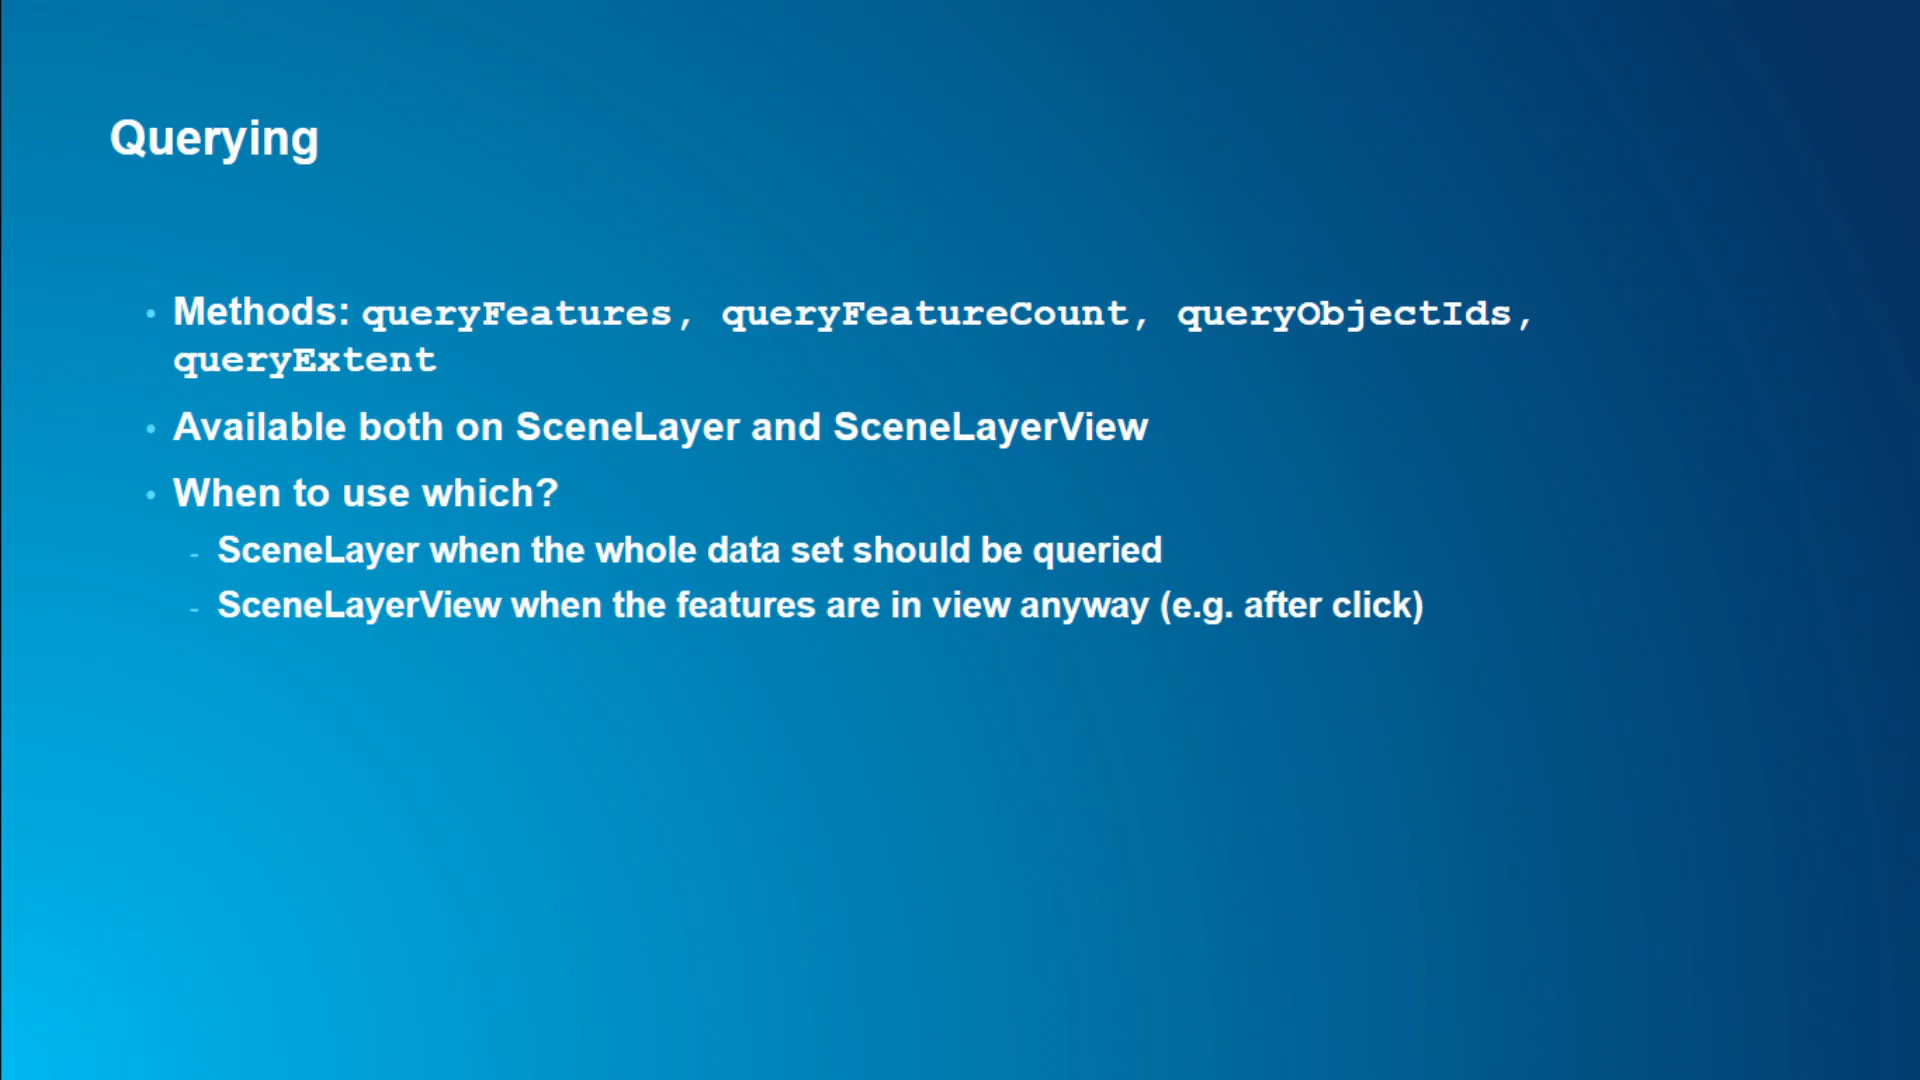 Querying
• Methods: queryFeatures, queryFeatureCount, queryObjectIds,
queryExtent
• Available both on SceneLayer and SceneLayerView
• When to use which?
- SceneLayer when the whole data set should be queried
- SceneLayerView when the features are in view anyway (e.g. after click)